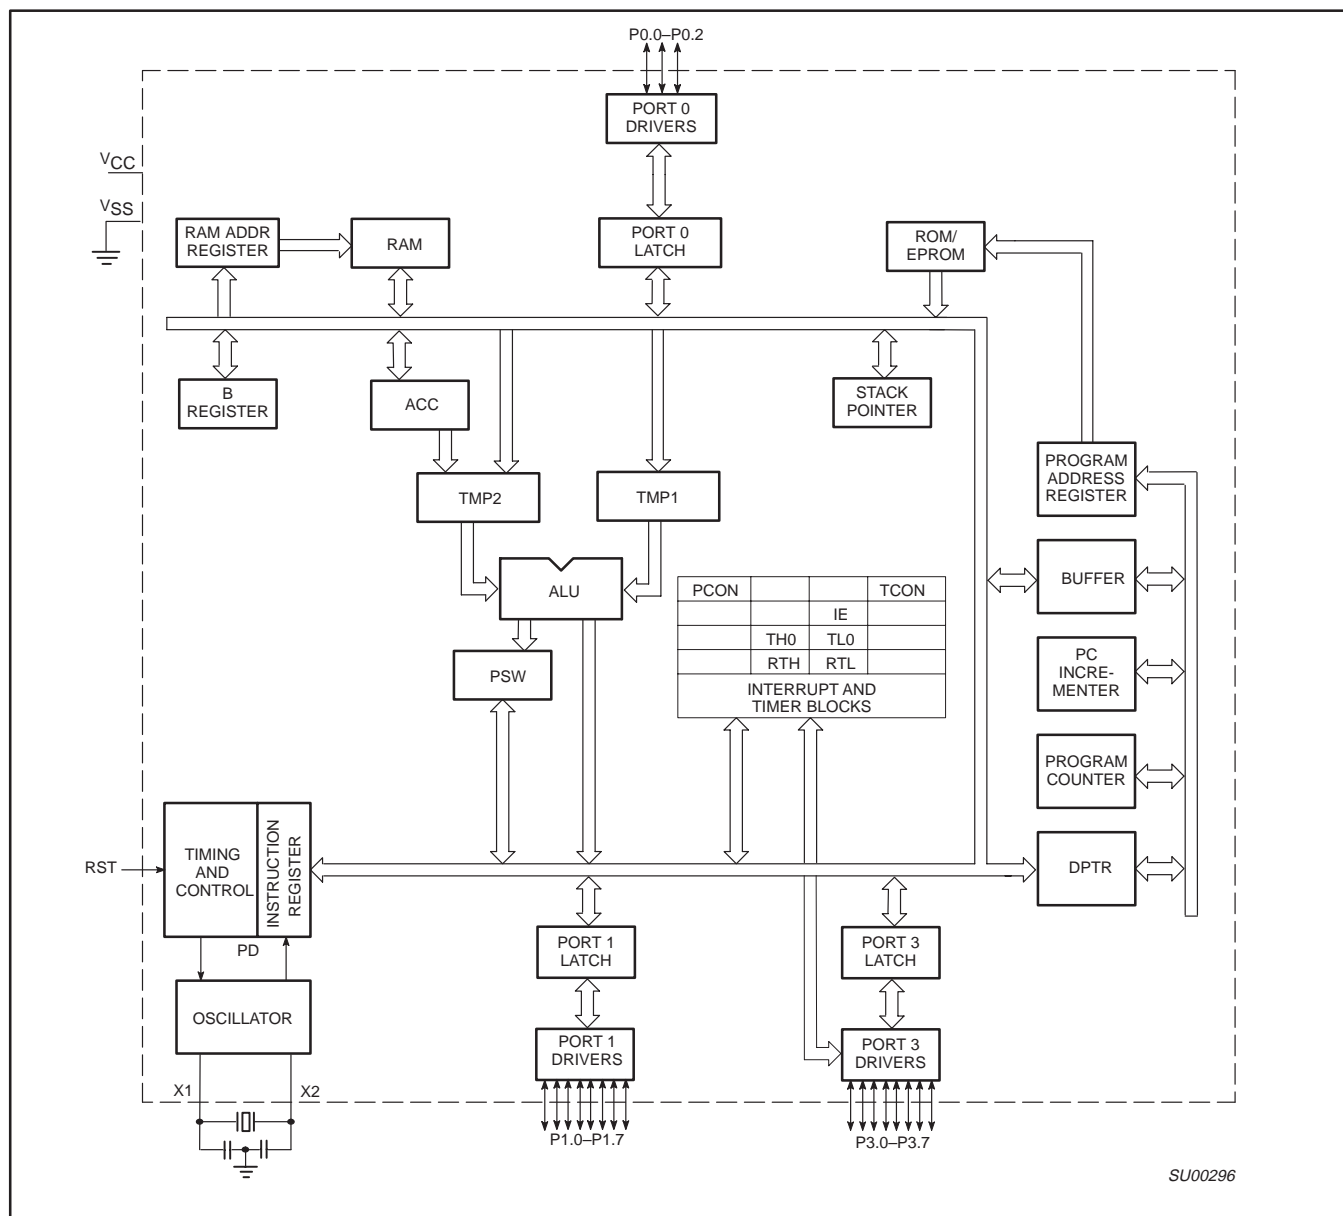 P0.0–P0.2
PORT 0
DRIVERS
VCC
VSS
RAM ADDR
REGISTER
RAM
PORT 0
LATCH
ROM/
EPROM
B
REGISTER
ACC
STACK
POINTER
PROGRAM
ADDRESS
REGISTER
TMP2
TMP1
ALU
PCON
TCON
IE
TH0
TL0
RTH
RTL
INTERRUPT AND
TIMER BLOCKS
BUFFER
PSW
PC
INCRE-
MENTER
PROGRAM
COUNTER
RST
TIMING
AND
CONTROL
INSTRUCTION
REGISTER
DPTR
PD
PORT 1
LATCH
PORT 3
LATCH
OSCILLATOR
PORT 1
DRIVERS
PORT 3
DRIVERS
X1
X2
P1.0–P1.7
P3.0–P3.7
SU00296